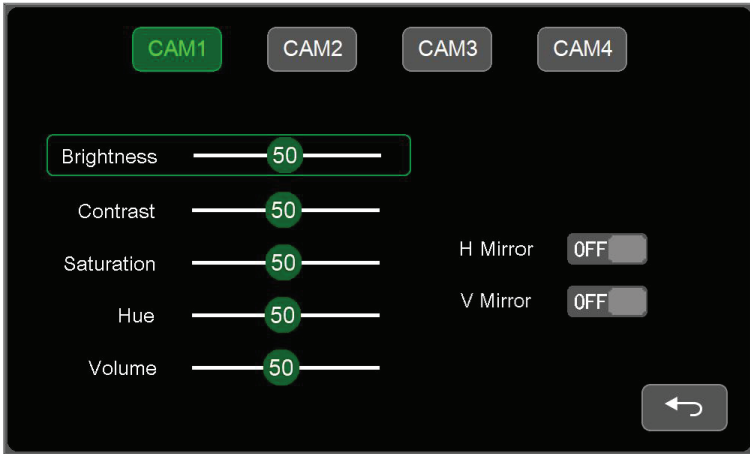 CAM1 CAM2 CAM3 CAM4
Brightness 50
Contrast 50
Saturation 50
H Mirror OFF
Hue 50
V Mirror OFF
Volume 50